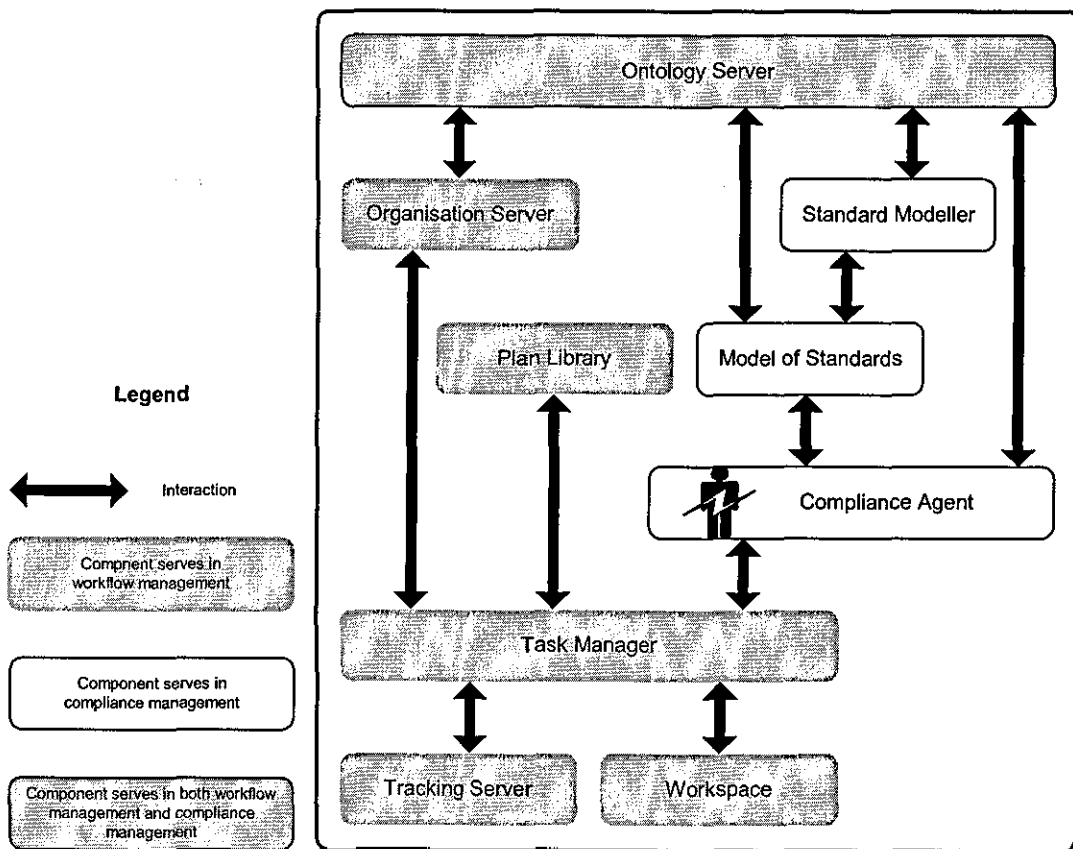 Ontology Server
Organisation Server
Standard Modeller
Plan Library
Model of Standards
Compliance Agent
Task Manager
Tracking Server
Workspace
Legend
Interaction
Compnent serves in
workflow management
Component serves in
compliance management
Component serves in both workflow
management and compliance
management